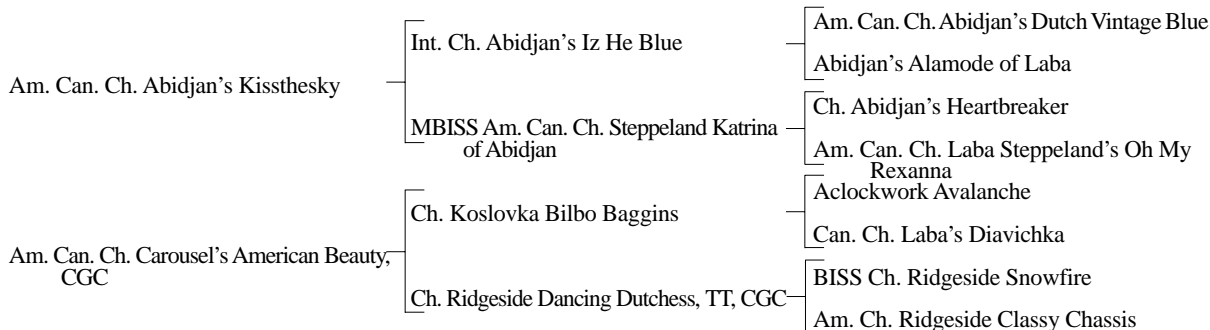 Am. Can. Ch. Abidjan’s Dutch Vintage Blue
Int. Ch. Abidjan’s Iz He Blue
Abidjan’s Alamode of Laba
Am. Can. Ch. Abidjan’s Kissthesky
Ch. Abidjan’s Heartbreaker
MBISS Am. Can. Ch. Steppeland Katrina
of Abidjan
Am. Can. Ch. Laba Steppeland’s Oh My
Rexanna
Aclockwork Avalanche
Ch. Koslovka Bilbo Baggins
Can. Ch. Laba’s Diavichka
Am. Can. Ch. Carousel’s American Beauty,
CGC
BISS Ch. Ridgeside Snowfire
Ch. Ridgeside Dancing Dutchess, TT, CGC
Am. Ch. Ridgeside Classy Chassis